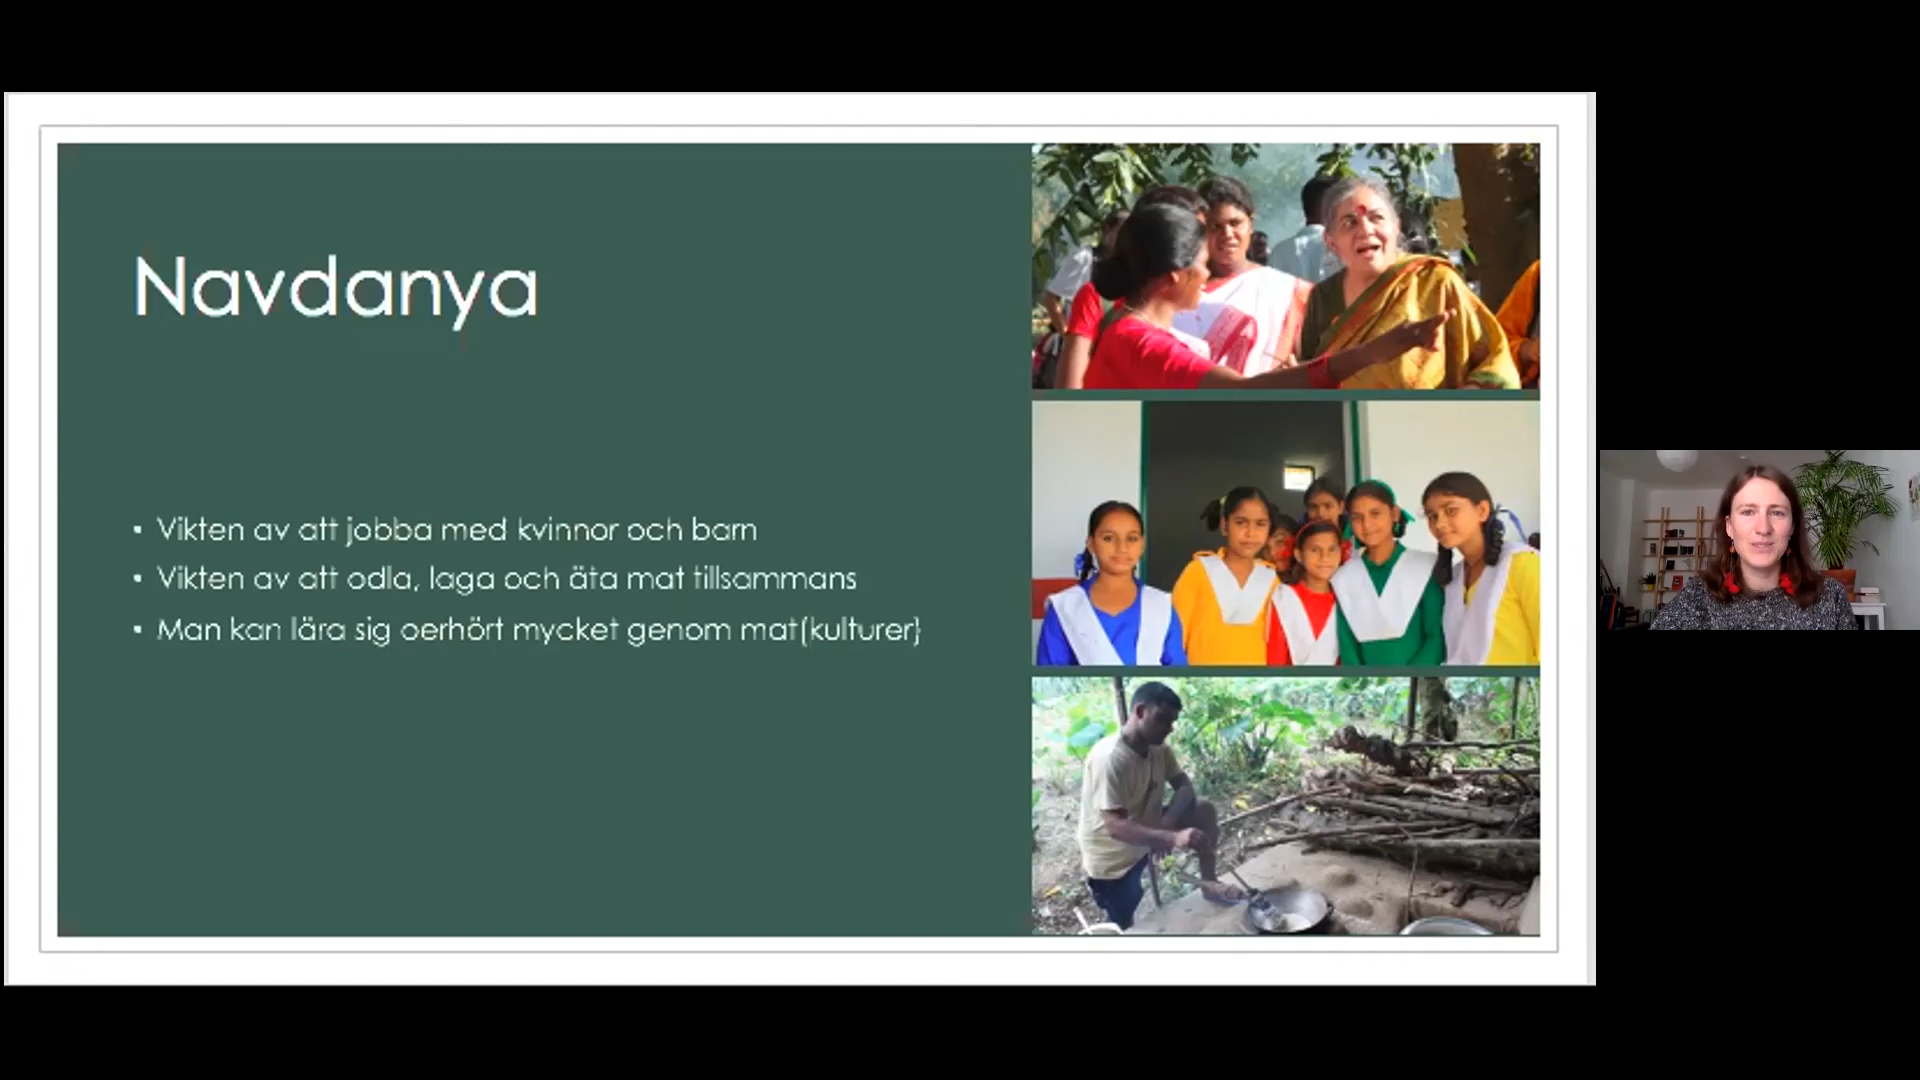 Navdanya
• Vikten av att jobba med kvinnor och barn
• Vikten av att odla, laga och äta mat tillsammans
• Man kan lära sig oerhört mycket genom mat(kulturer)